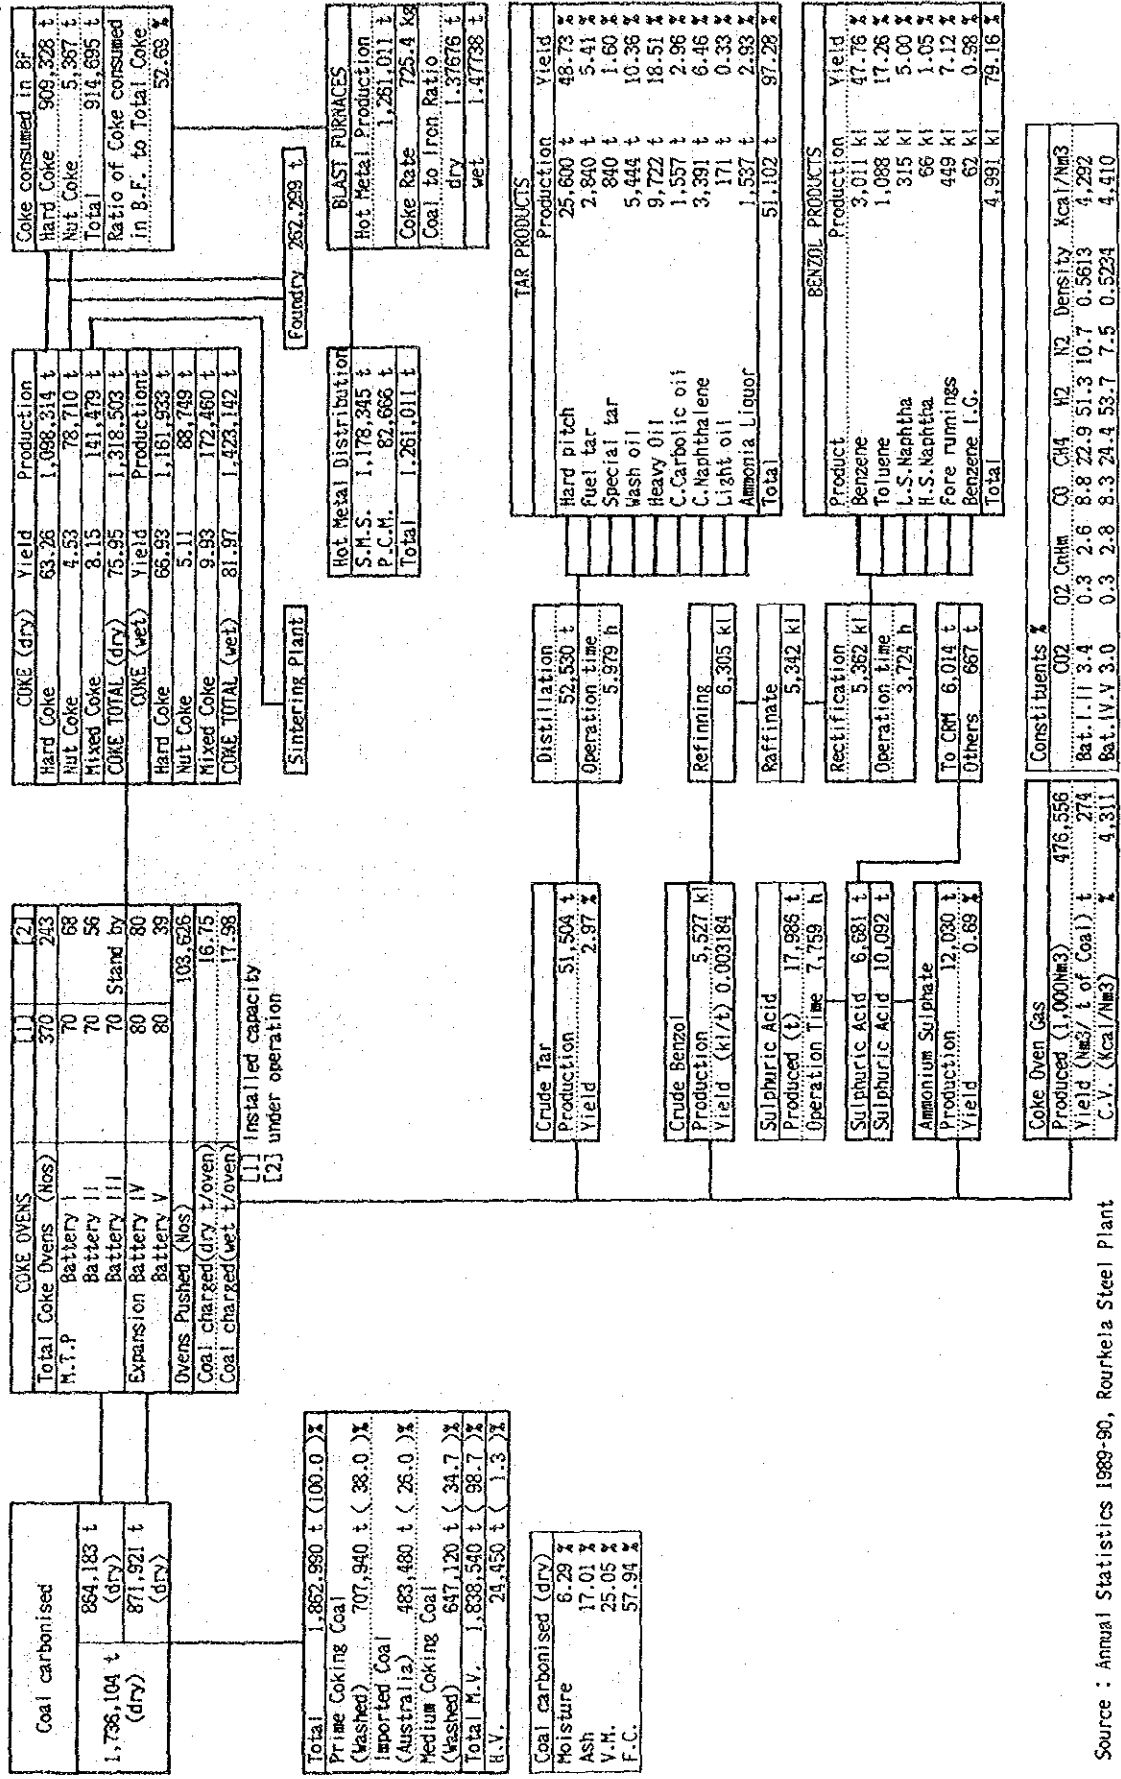 Coal carbonised
1,736,104 t
(dry)
864,183 t
(dry)
871,921 t
(dry)
Total 1,862,990 t (100.0 )%
Prime Coking Coal
(Washed) 707,940 t ( 38.0 )%
Imported Coal
(Australia) 483,480 t ( 26.0 )%
Medium Coking Coal
(Washed) 647,120 t ( 34.7 )%
Total M.V. 1,838,540 t ( 98.7 )%
H.V. 24,450 t ( 1.3 )%
Coal carbonised (dry)
Moisture 6.29 %
Ash 17.01 %
V.M. 25.05 %
F.C. 57.94 %
COKE OVENS [1] [2]
Total Coke Ovens (Nos) 370 243
M.T.P Battery I 70 68
Battery II 70 56
Battery III 70 Stand by
Expansion Battery IV 80 80
Battery V 80 39
Ovens Pushed (Nos) 103,626
Coal charged(dry t/oven) 16.75
Coal charged(wet t/oven) 17.98
[1] Installed capacity
[2] under operation
COKE (dry) Yield Production
Hard Coke 63.26 1,098,314 t
Nut Coke 4.53 78,710 t
Mixed Coke 8.15 141,479 t
COKE TOTAL (dry) 75.95 1,318,503 t
COKE (wet) Yield Productiont
Hard Coke 66.93 1,161,933 t
Nut Coke 5.11 88,749 t
Mixed Coke 9.93 172,460 t
COKE TOTAL (wet) 81.97 1,423,142 t
Sintering Plant
Coke consumed in BF
Hard Coke 909,328 t
Nut Coke 5,367 t
Total 914,695 t
Ratio of Coke consumed
in B.F. to Total Coke
52.69 %
Foundry 262,299 t
BLAST FURNACES
Hot Metal Production
1,261,011 t
Coke Rate 725.4 kg
Coal to Iron Ratio
dry 1.37676 t
wet 1.47738 t
Hot Metal Distribution
S.M.S. 1,178,345 t
P.C.M. 82,666 t
Total 1,261,011 t
Crude Tar
Production 51,504 t
Yield 2.97 %
Distillation
52,530 t
Operation time
5,979 h
TAR PRODUCTS
Production Yield
Hard pitch 25,600 t 48.73 %
Fuel tar 2,840 t 5.41 %
Special tar 840 t 1.60 %
Wash oil 5,444 t 10.36 %
Heavy Oil 9,722 t 18.51 %
C.Carbolic oil 1,557 t 2.96 %
C.Naphthalene 3,391 t 6.46 %
Light oil 171 t 0.33 %
Ammonia Liquor 1,537 t 2.93 %
Total 51,102 t 97.28 %
Crude Benzol
Production 5,527 kl
Yield (kl/t) 0.003184
Refinning
6,305 kl
Raffinate
5,342 kl
Rectification
5,362 kl
Operation time
3,724 h
BENZOL PRODUCTS
Product Production Yield
Benzene 3,011 kl 47.76 %
Toluene 1,088 kl 17.26 %
L.S.Naphtha 315 kl 5.00 %
H.S.Naphtha 66 kl 1.05 %
Fore runnings 449 kl 7.12 %
Benzene I.G. 62 kl 0.98 %
Total 4,991 kl 79.16 %
Sulphuric Acid
Produced (t) 17,986 t
Operation Time 7,759 h
Sulphuric Acid 6,681 t
Sulphuric Acid 10,092 t
To CRM 6,014 t
Others 667 t
Ammonium Sulphate
Production 12,030 t
Yield 0.69 %
Coke Oven Gas
Produced (1,000Nm3) 476,556
Yield (Nm3/ t of Coal) t 274
C.V. (Kcal/Nm3) % 4,311
Constituents %
CO2 O2 CnHm CO CH4 H2 N2 Density Kcal/Nm3
Bat.I.II 3.4 0.3 2.6 8.8 22.9 51.3 10.7 0.5613 4,292
Bat.IV.V 3.0 0.3 2.8 8.3 24.4 53.7 7.5 0.5234 4,410
Source : Annual Statistics 1989-90, Rourkela Steel Plant